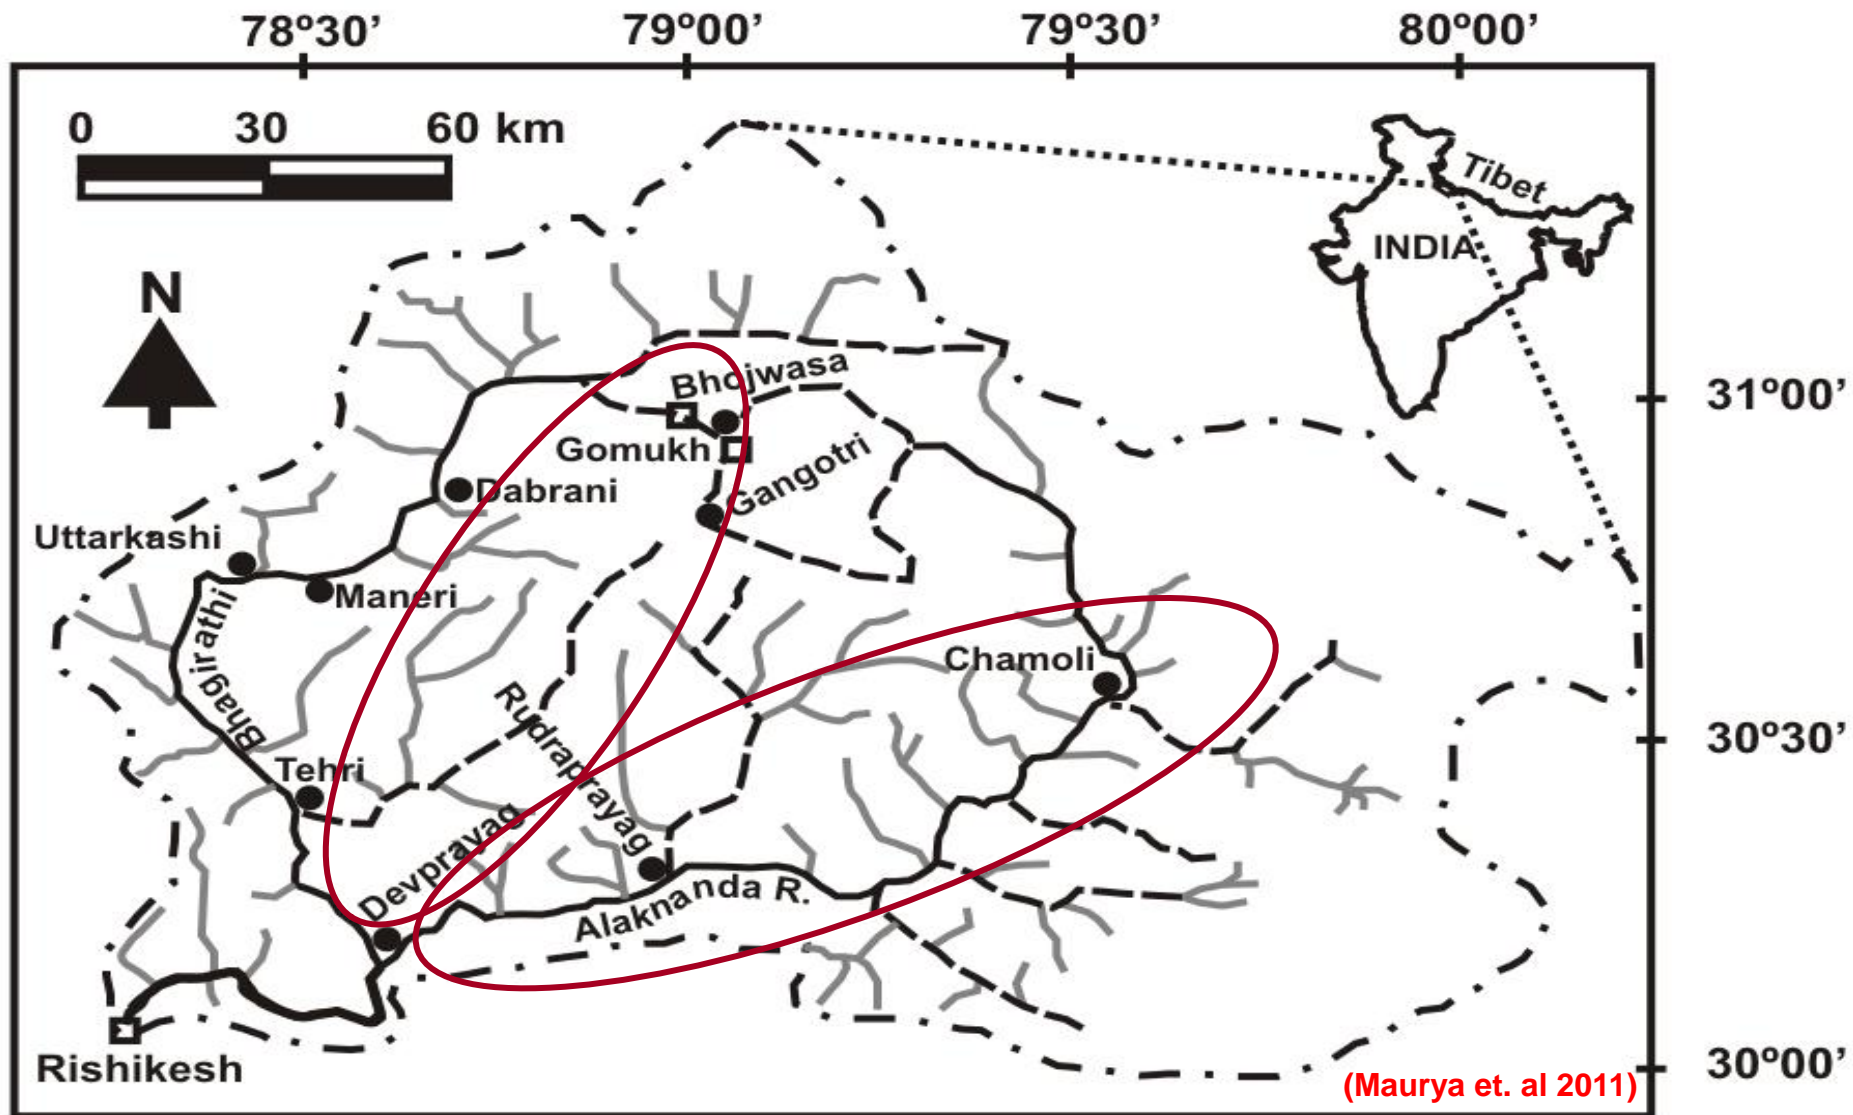 78º30’
79º00’
79º30’
80º00’
0
30
60 km
Tibet
INDIA
N
Bhojwasa
31º00’
Gomukh
Gangotri
Dabrani
Uttarkashi
Maneri
Bhagirathi
Chamoli
Rudraprayag
30º30’
Tehri
Devprayag
Alaknanda R.
Rishikesh
30º00’
(Maurya et. al 2011)